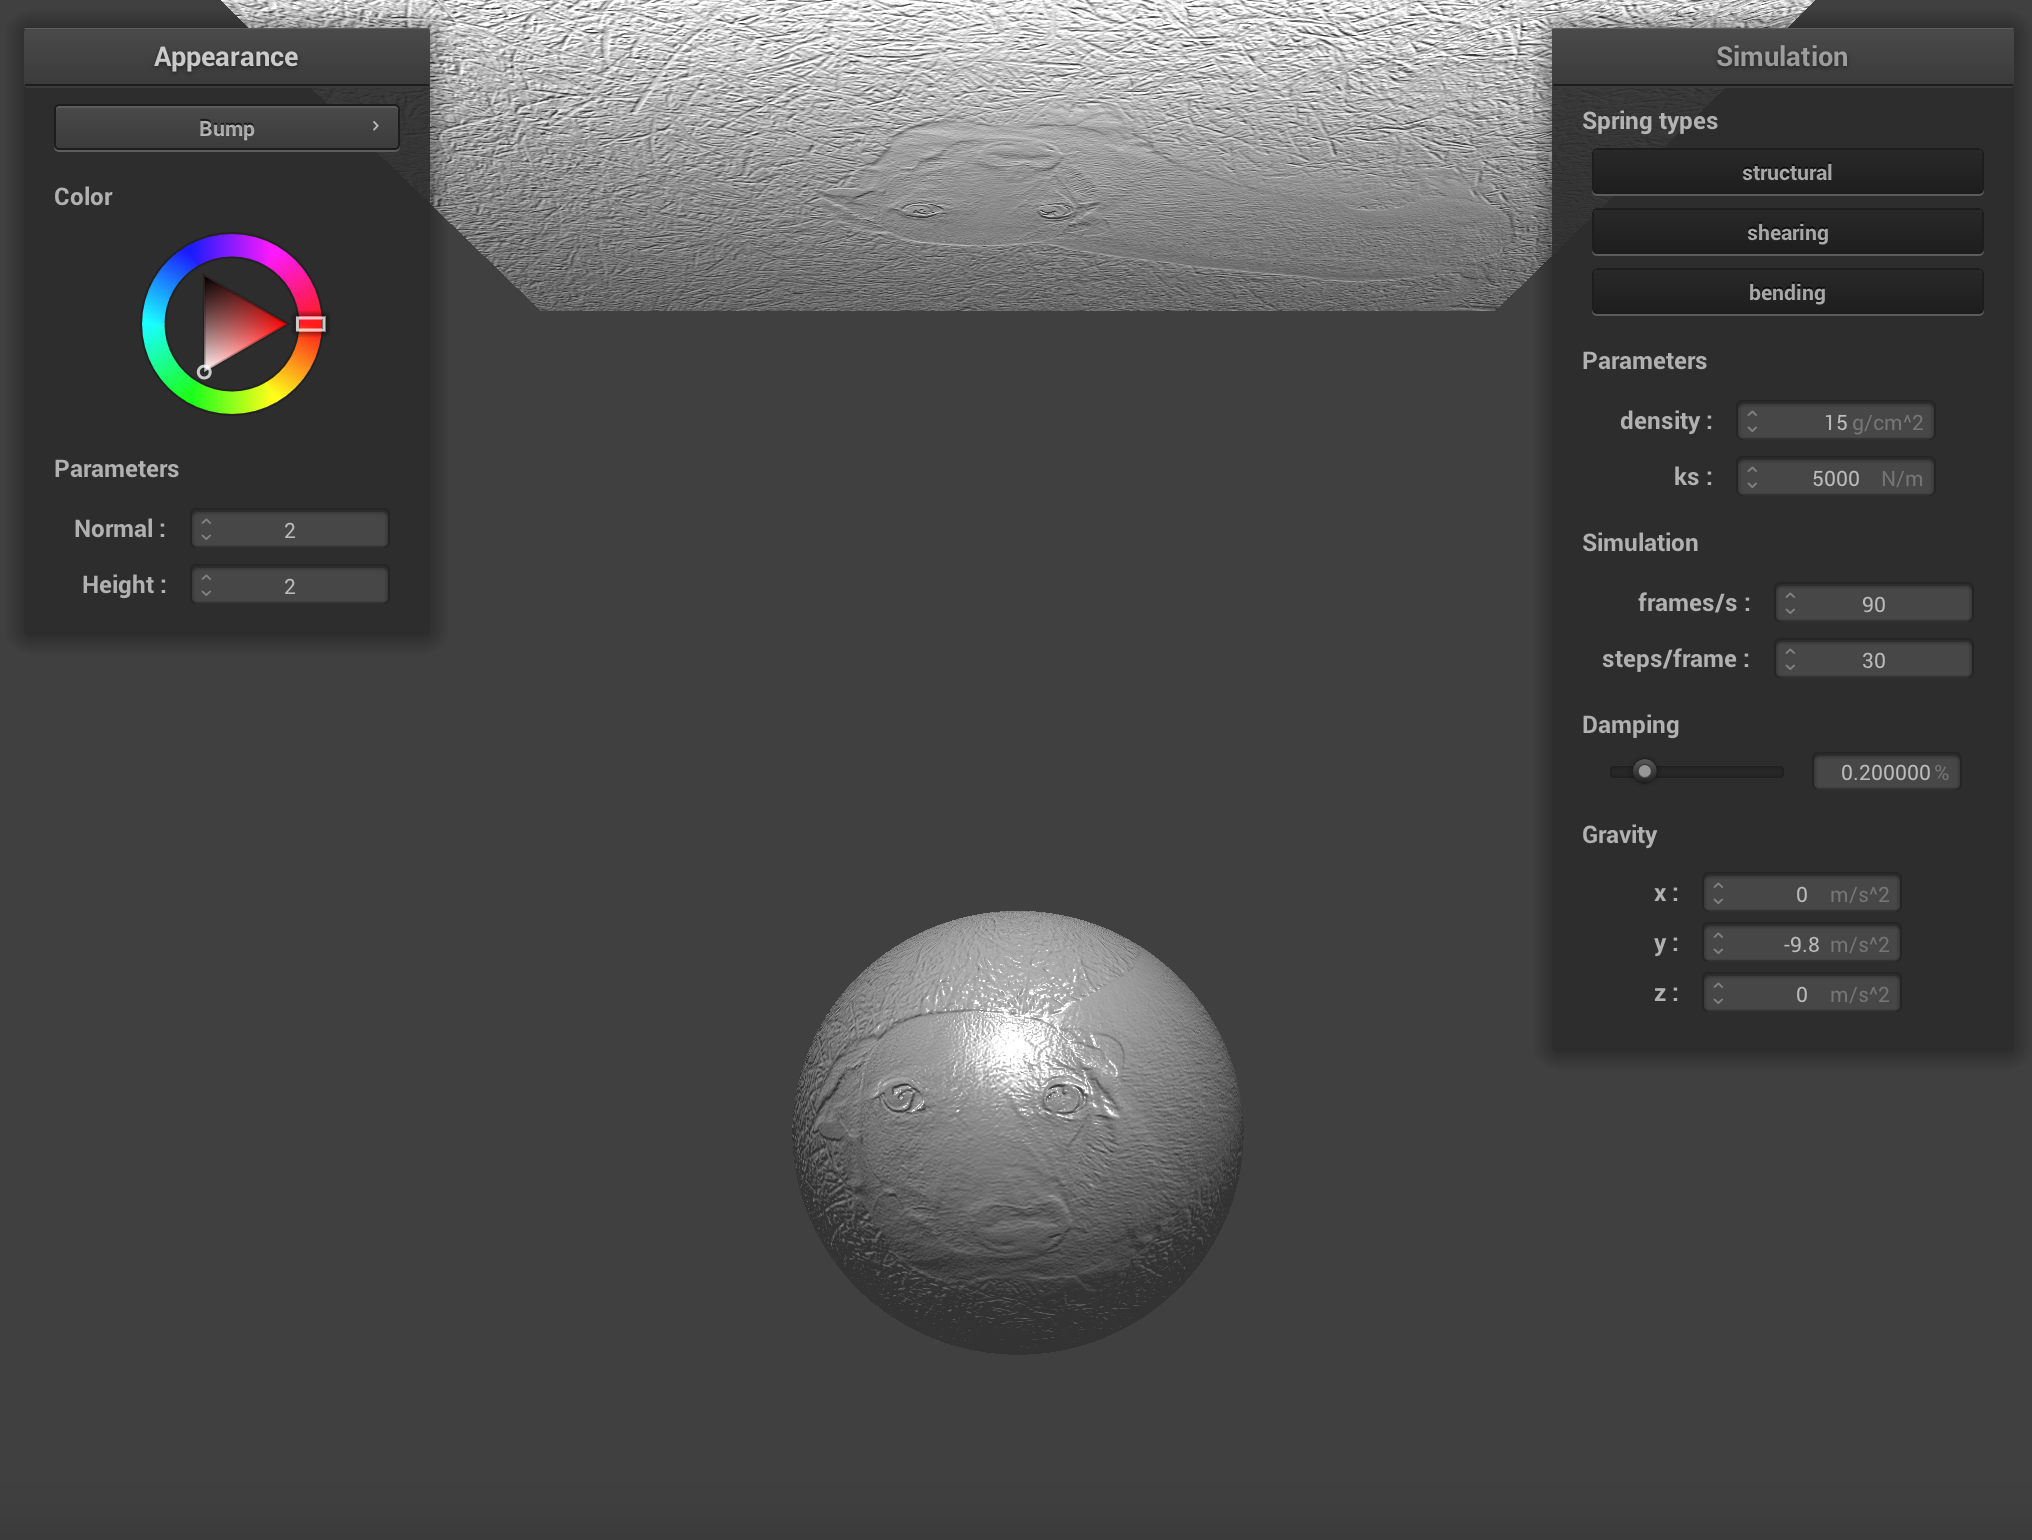 Appearance
Bump
Color
Parameters
Normal : 2
Height : 2
Simulation
Spring types
structural
shearing
bending
Parameters
density : 15 g/cm^2
ks : 5000 N/m
Simulation
frames/s : 90
steps/frame : 30
Damping
0.200000 %
Gravity
x : 0 m/s^2
y : -9.8 m/s^2
z : 0 m/s^2